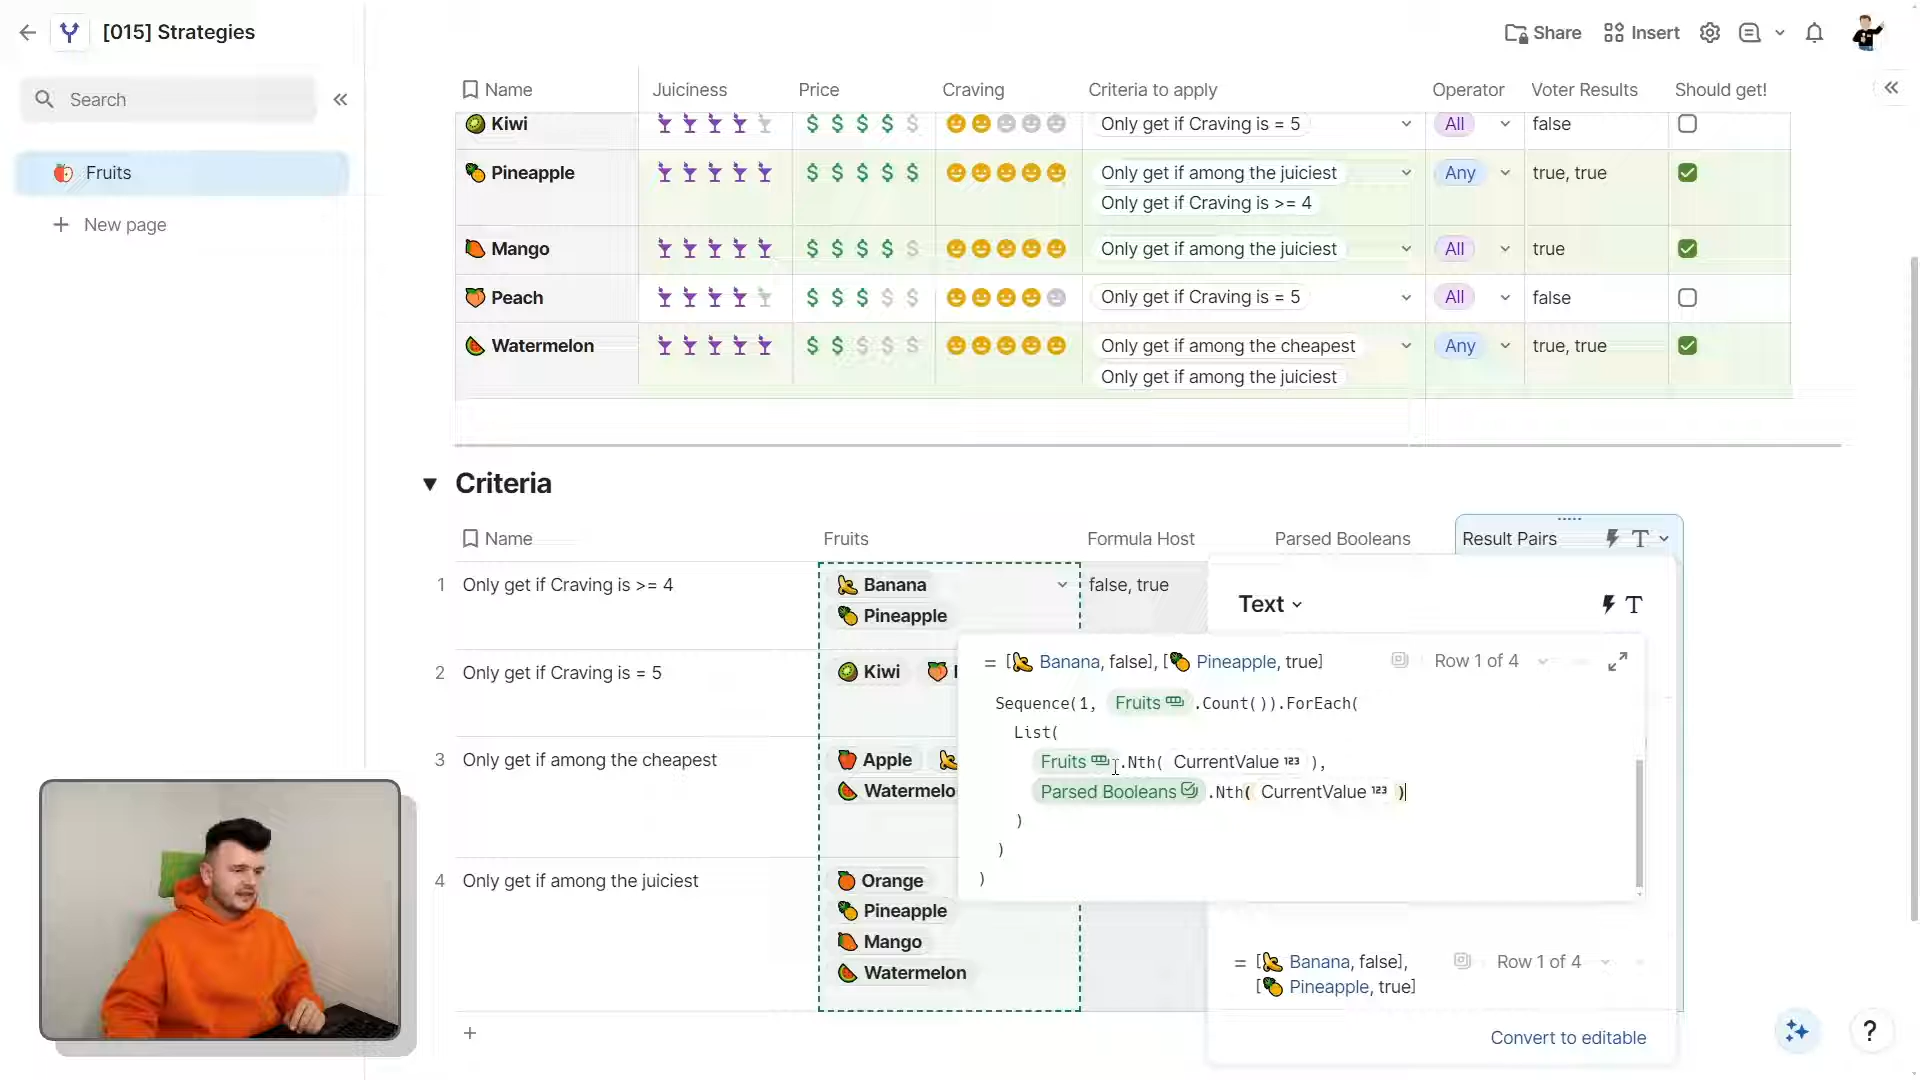 [015] Strategies
Share
Insert
Search
Fruits
New page
Name Juiciness Price Craving Criteria to apply Operator Voter Results Should get!
Kiwi $ $ $ $ $ Only get if Craving is = 5 All false
Pineapple $ $ $ $ $ Only get if among the juiciest Any true, true
Only get if Craving is >= 4
Mango $ $ $ $ $ Only get if among the juiciest All true
Peach $ $ $ $ $ Only get if Craving is = 5 All false
Watermelon $ $ $ $ $ Only get if among the cheapest Any true, true
Only get if among the juiciest
Criteria
Name Fruits Formula Host Parsed Booleans Result Pairs
1 Only get if Craving is >= 4 Banana false, true
Pineapple
2 Only get if Craving is = 5 Kiwi
3 Only get if among the cheapest Apple
Watermelo
4 Only get if among the juiciest Orange
Pineapple
Mango
Watermelon
Text
= [Banana, false], [Pineapple, true] Row 1 of 4
Sequence(1, Fruits .Count()).ForEach(
List(
Fruits .Nth( CurrentValue 123 ),
Parsed Booleans .Nth( CurrentValue 123 )
)
)
)
= [Banana, false], Row 1 of 4
[Pineapple, true]
Convert to editable
?